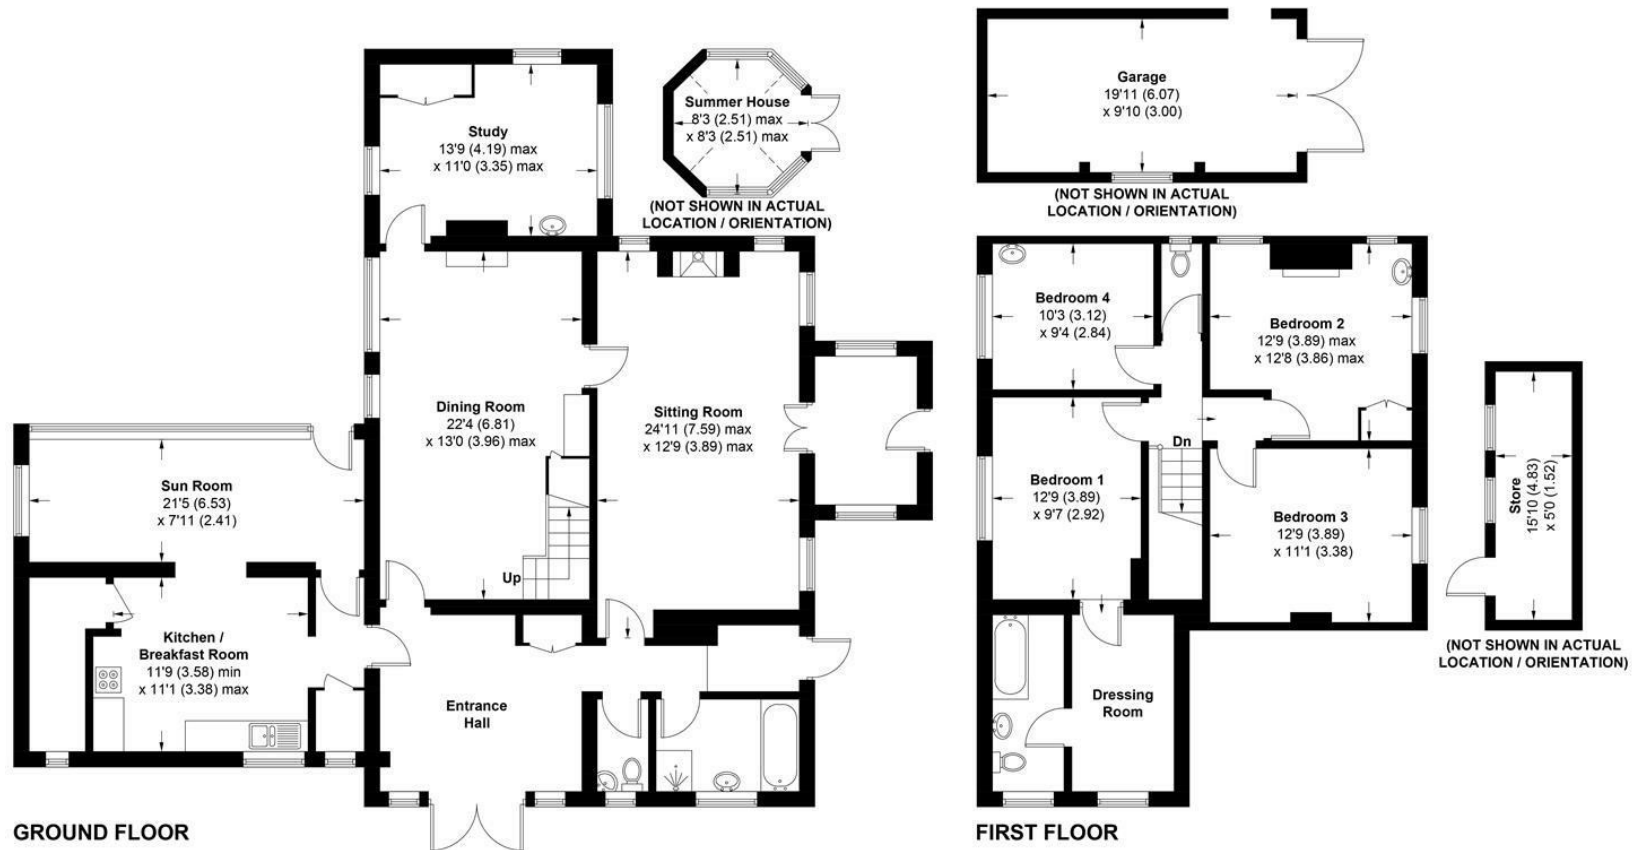 Study
13'9 (4.19) max
x 11'0 (3.35) max
Summer House
8'3 (2.51) max
x 8'3 (2.51) max
(NOT SHOWN IN ACTUAL
LOCATION / ORIENTATION)
Garage
19'11 (6.07)
x 9'10 (3.00)
(NOT SHOWN IN ACTUAL
LOCATION / ORIENTATION)
Dining Room
22'4 (6.81)
x 13'0 (3.96) max
Sitting Room
24'11 (7.59) max
x 12'9 (3.89) max
Sun Room
21'5 (6.53)
x 7'11 (2.41)
Up
Kitchen /
Breakfast Room
11'9 (3.58) min
x 11'1 (3.38) max
Entrance
Hall
GROUND FLOOR
Bedroom 4
10'3 (3.12)
x 9'4 (2.84)
Bedroom 2
12'9 (3.89) max
x 12'8 (3.86) max
Dn
Bedroom 1
12'9 (3.89)
x 9'7 (2.92)
Bedroom 3
12'9 (3.89)
x 11'1 (3.38)
Dressing
Room
FIRST FLOOR
Store
15'10 (4.83)
x 5'0 (1.52)
(NOT SHOWN IN ACTUAL
LOCATION / ORIENTATION)